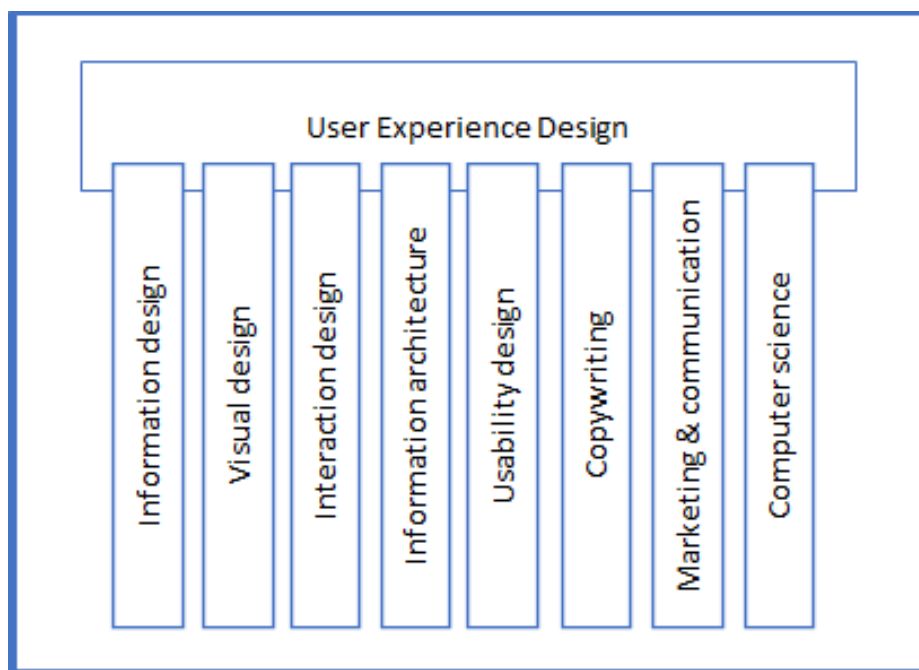 User Experience Design
Information design
Visual design
Interaction design
Information architecture
Usability design
Copywriting
Marketing & communication
Computer science